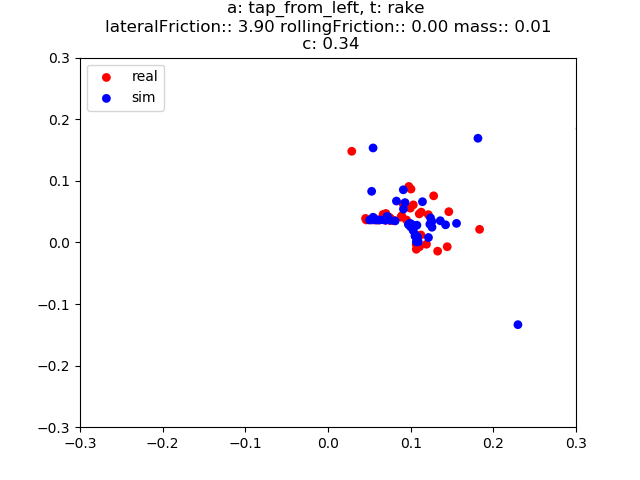 a: tap_from_left, t: rake
lateralFriction:: 3.90 rollingFriction:: 0.00 mass:: 0.01
c: 0.34
real
sim
0.3
0.2
0.1
0.0
−0.1
−0.2
−0.3
−0.3
−0.2
−0.1
0.0
0.1
0.2
0.3